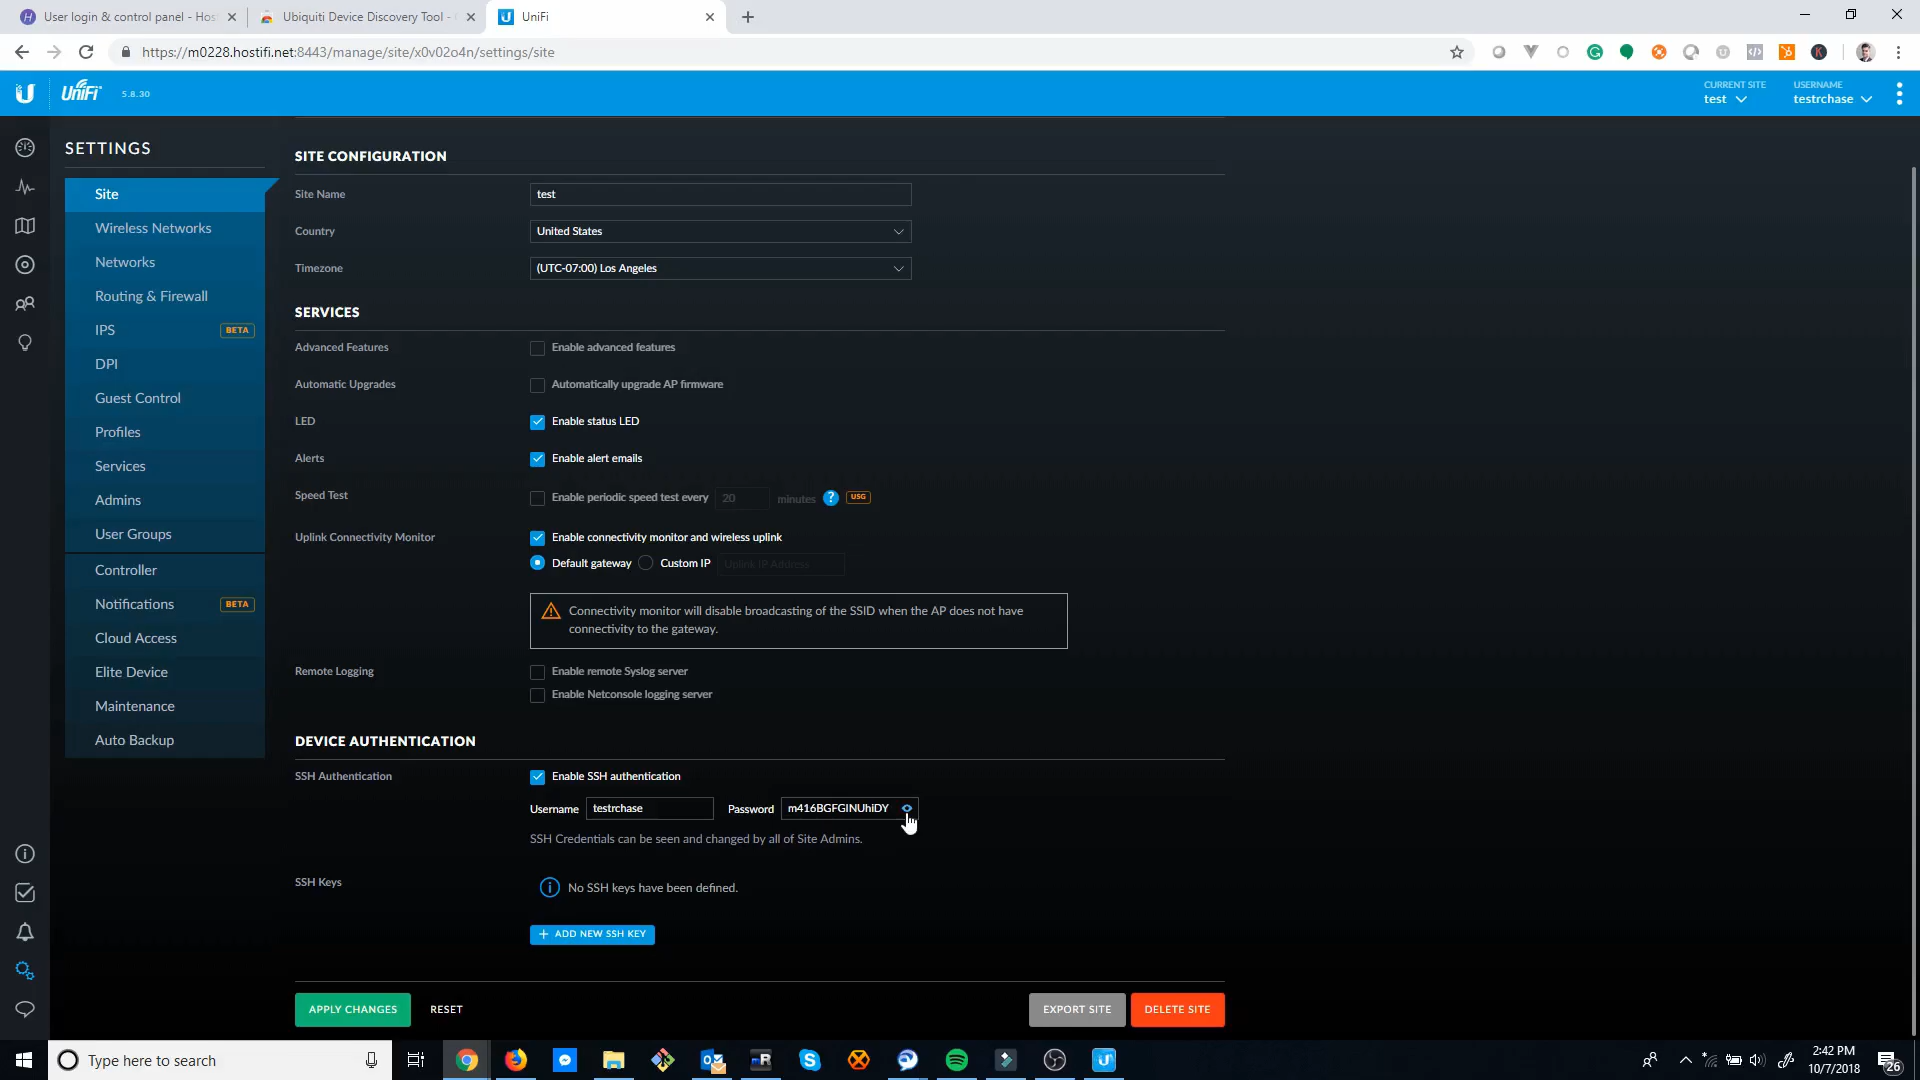 User login & control panel - Hos
Ubiquiti Device Discovery Tool -
UniFi
https://m0228.hostifi.net:8443/manage/site/x0v02o4n/settings/site
UniFi 5.8.30
CURRENT SITE
test
USERNAME
testrchase
SETTINGS
Site
Wireless Networks
Networks
Routing & Firewall
IPS BETA
DPI
Guest Control
Profiles
Services
Admins
User Groups
Controller
Notifications BETA
Cloud Access
Elite Device
Maintenance
Auto Backup
SITE CONFIGURATION
Site Name test
Country United States
Timezone (UTC-07:00) Los Angeles
SERVICES
Advanced Features Enable advanced features
Automatic Upgrades Automatically upgrade AP firmware
LED Enable status LED
Alerts Enable alert emails
Speed Test Enable periodic speed test every 20 minutes ? USG
Uplink Connectivity Monitor Enable connectivity monitor and wireless uplink
Default gateway Custom IP Uplink IP Address
Connectivity monitor will disable broadcasting of the SSID when the AP does not have
connectivity to the gateway.
Remote Logging Enable remote Syslog server
Enable Netconsole logging server
DEVICE AUTHENTICATION
SSH Authentication Enable SSH authentication
Username testrchase Password m416BGFGINUhiDY
SSH Credentials can be seen and changed by all of Site Admins.
SSH Keys No SSH keys have been defined.
+ ADD NEW SSH KEY
APPLY CHANGES RESET EXPORT SITE DELETE SITE
Type here to search
2:42 PM
10/7/2018
26